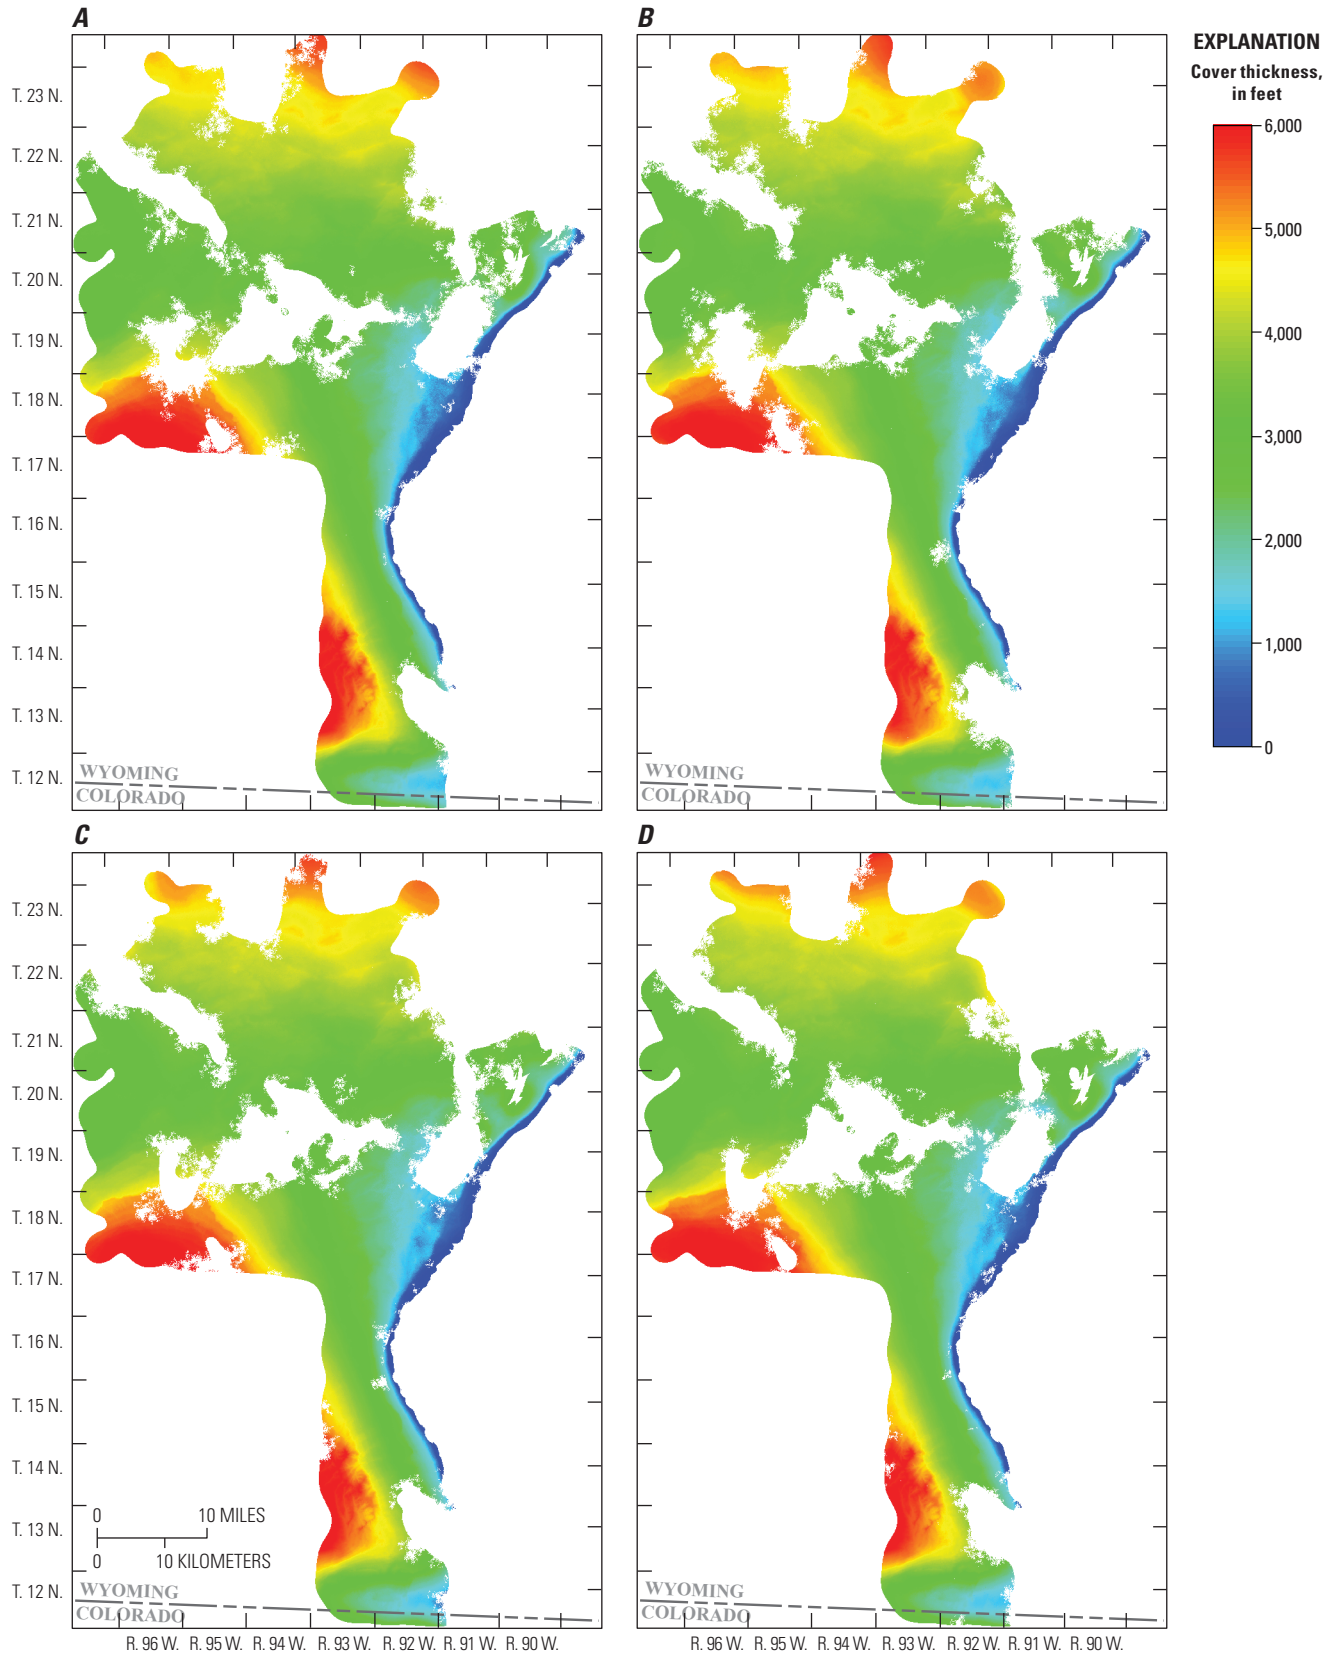 A
B
EXPLANATION
Cover thickness,
in feet
6,000
5,000
4,000
3,000
2,000
1,000
0
T. 23 N.
T. 22 N.
T. 21 N.
T. 20 N.
T. 19 N.
T. 18 N.
T. 17 N.
T. 16 N.
T. 15 N.
T. 14 N.
T. 13 N.
T. 12 N.
WYOMING
COLORADO
WYOMING
COLORADO
C
D
T. 23 N.
T. 22 N.
T. 21 N.
T. 20 N.
T. 19 N.
T. 18 N.
T. 17 N.
T. 16 N.
T. 15 N.
T. 14 N.
T. 13 N.
T. 12 N.
0 10 MILES
0 10 KILOMETERS
WYOMING
COLORADO
WYOMING
COLORADO
R. 96 W. R. 95 W. R. 94 W. R. 93 W. R. 92 W. R. 91 W. R. 90 W.
R. 96 W. R. 95 W. R. 94 W. R. 93 W. R. 92 W. R. 91 W. R. 90 W.